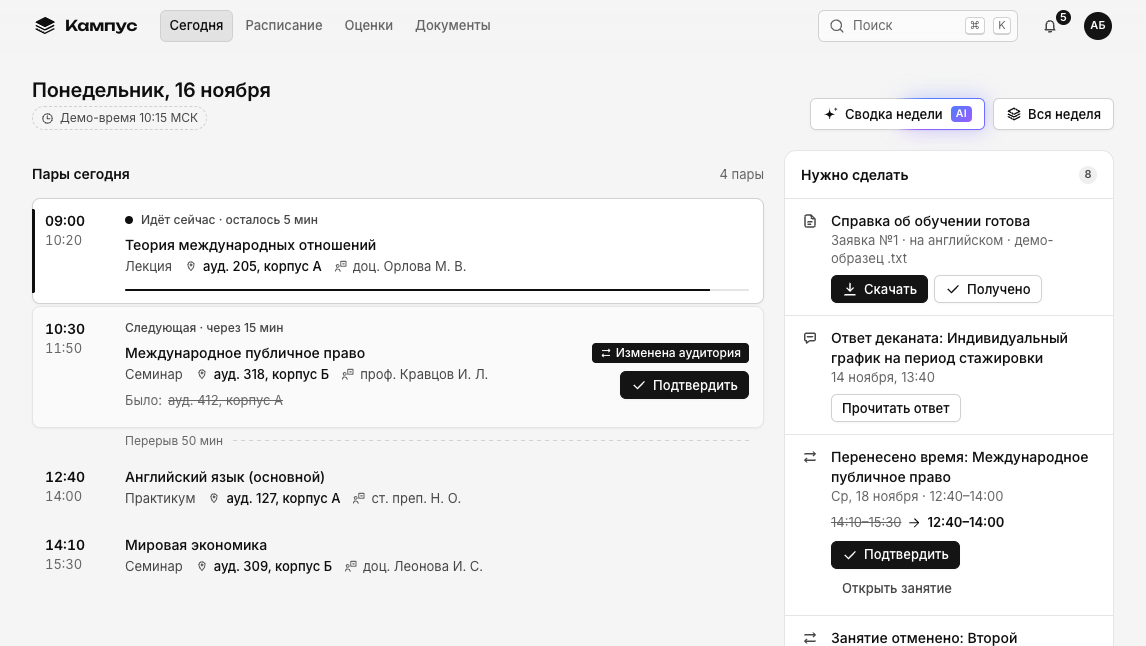 Кампус
Сегодня
Расписание
Оценки
Документы
Поиск
⌘
K
5
АБ
Понедельник, 16 ноября
Демо-время 10:15 МСК
Сводка недели AI
Вся неделя
Пары сегодня
4 пары
09:00
10:20
Идёт сейчас · осталось 5 мин
Теория международных отношений
Лекция ауд. 205, корпус А доц. Орлова М. В.
10:30
11:50
Следующая · через 15 мин
Международное публичное право
Семинар ауд. 318, корпус Б проф. Кравцов И. Л.
Было: ауд. 412, корпус А
Изменена аудитория
Подтвердить
Перерыв 50 мин
12:40
14:00
Английский язык (основной)
Практикум ауд. 127, корпус А ст. преп. Н. О.
14:10
15:30
Мировая экономика
Семинар ауд. 309, корпус Б доц. Леонова И. С.
Нужно сделать
8
Справка об обучении готова
Заявка №1 · на английском · демо-
образец .txt
Скачать
Получено
Ответ деканата: Индивидуальный
график на период стажировки
14 ноября, 13:40
Прочитать ответ
Перенесено время: Международное
публичное право
Ср, 18 ноября · 12:40–14:00
14:10–15:30 → 12:40–14:00
Подтвердить
Открыть занятие
Занятие отменено: Второй